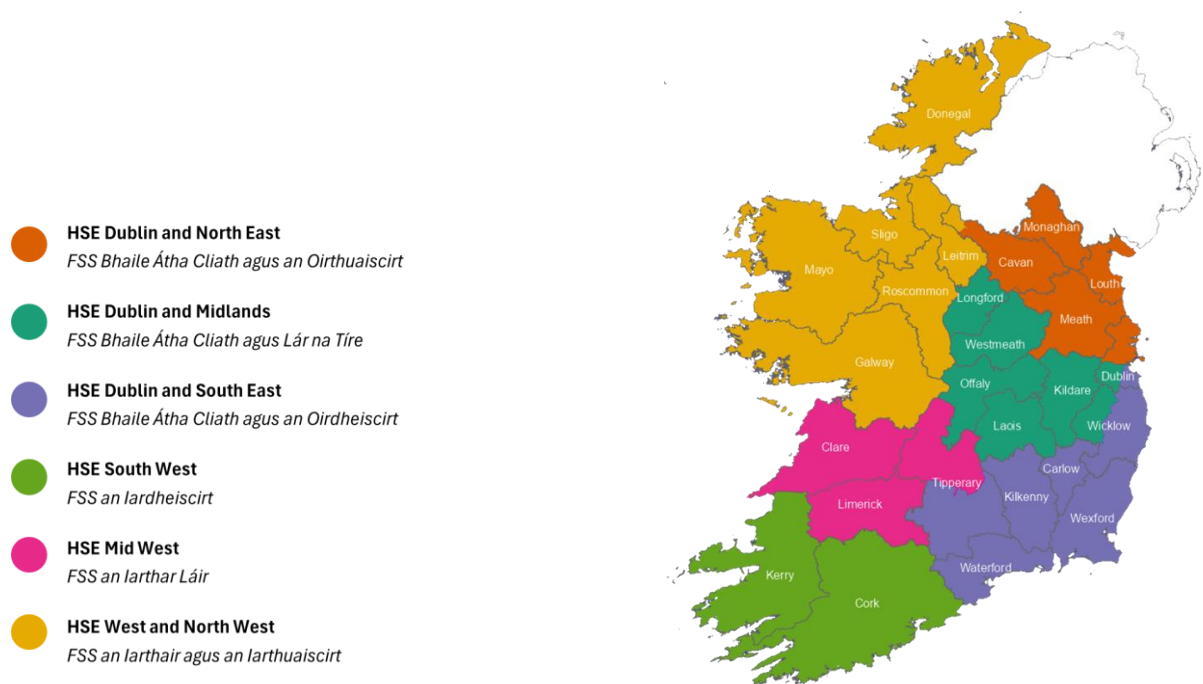 HSE Dublin and North East
FSS Bhaile Átha Cliath agus an Oirthuaiscirt
HSE Dublin and Midlands
FSS Bhaile Átha Cliath agus Lár na Tíre
HSE Dublin and South East
FSS Bhaile Átha Cliath agus an Oirdheiscirt
HSE South West
FSS an Iardheiscirt
HSE Mid West
FSS an Iarthar Láir
HSE West and North West
FSS an Iarthair agus an Iarthuaiscirt
Donegal
Monaghan
Sligo
Leitrim
Cavan
Mayo
Louth
Roscommon
Longford
Meath
Westmeath
Galway
Dublin
Offaly
Kildare
Laois
Wicklow
Clare
Carlow
Tipperary
Kilkenny
Limerick
Wexford
Waterford
Kerry
Cork